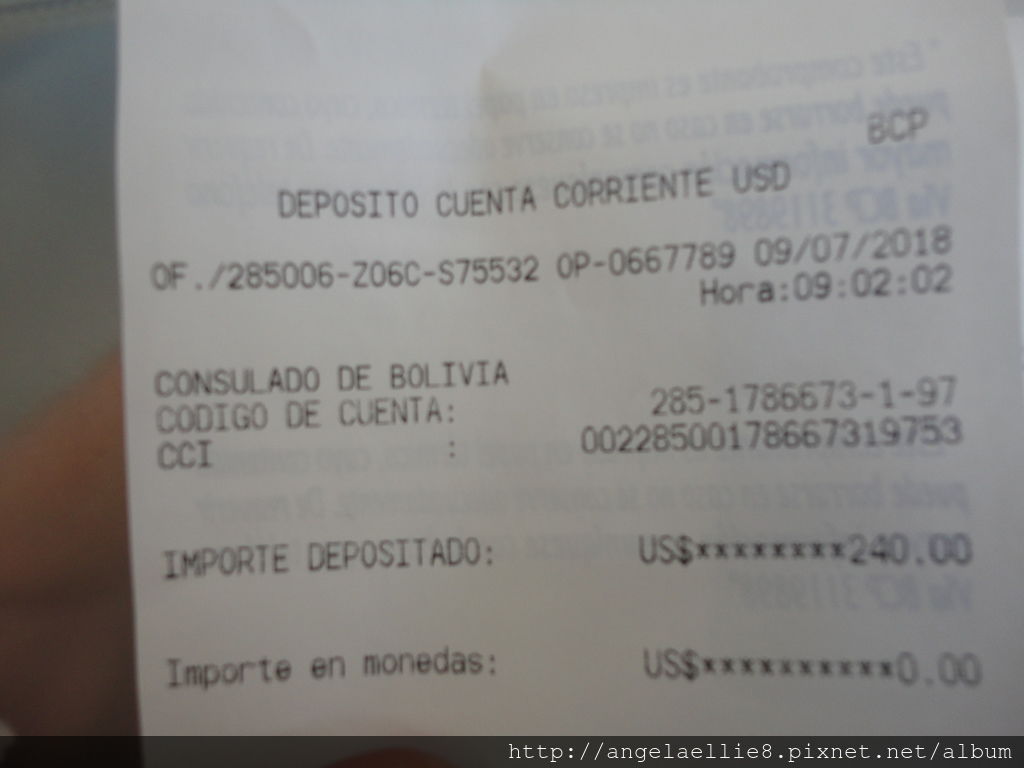 BCP
DEPOSITO CUENTA CORRIENTE USD
OF./285006-Z06C-S75532 OP-0667789 09/07/2018
Hora:09:02:02
CONSULADO DE BOLIVIA
CODIGO DE CUENTA: 285-1786673-1-97
CCI : 00228500178667319753
IMPORTE DEPOSITADO: US$********240.00
Importe en monedas: US$**********0.00
http://angelaellie8.pixnet.net/album